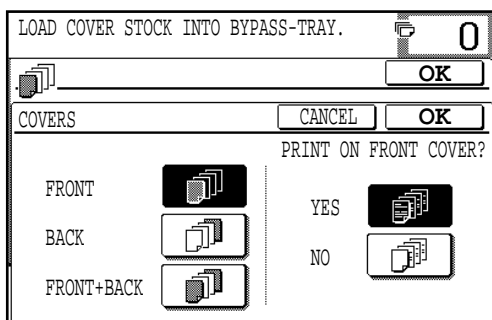 LOAD COVER STOCK INTO BYPASS-TRAY. 0
OK
COVERS CANCEL OK
PRINT ON FRONT COVER?
FRONT
YES
BACK
NO
FRONT+BACK